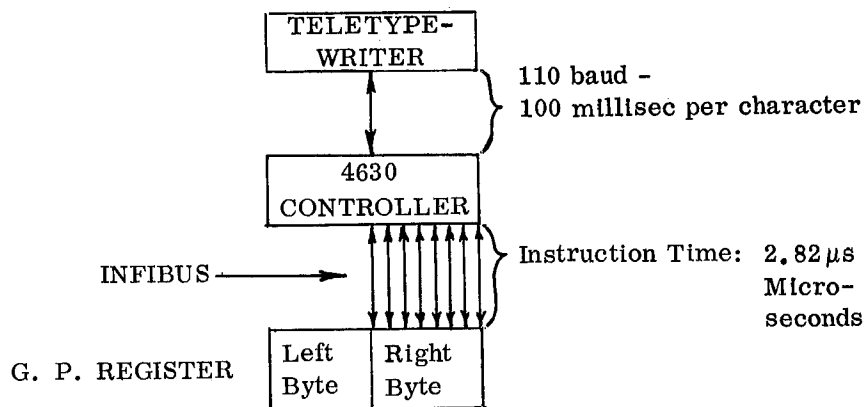 TELETYPE-
WRITER
110 baud -
100 millisec per character
4630
CONTROLLER
INFIBUS
Instruction Time: 2.82 μs
Micro-
seconds
G. P. REGISTER
Left
Byte
Right
Byte